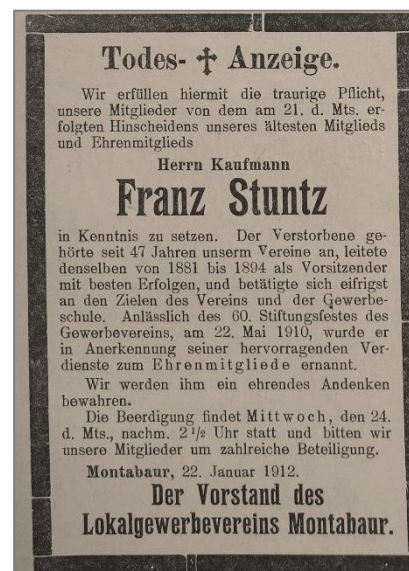 Todes- ✝ Anzeige.
Wir erfüllen hiermit die traurige Pflicht,
unsere Mitglieder von dem am 21. d. Mts. er-
folgten Hinscheidens unseres ältesten Mitglieds
und Ehrenmitglieds
Herrn Kaufmann
Franz Stuntz
in Kenntnis zu setzen. Der Verstorbene ge-
hörte seit 47 Jahren unserm Vereine an, leitete
denselben von 1881 bis 1894 als Vorsitzender
mit besten Erfolgen, und betätigte sich eifrigst
an den Zielen des Vereins und der Gewerbe-
schule. Anlässlich des 60. Stiftungsfestes des
Gewerbevereins, am 22. Mai 1910, wurde er
in Anerkennung seiner hervorragenden Ver-
dienste zum Ehrenmitgliede ernannt.
Wir werden ihm ein ehrendes Andenken
bewahren.
Die Beerdigung findet Mittwoch, den 24.
d. Mts., nachm. 2 1/2 Uhr statt und bitten wir
unsere Mitglieder um zahlreiche Beteiligung.
Montabaur, 22. Januar 1912.
Der Vorstand des
Lokalgewerbevereins Montabaur.